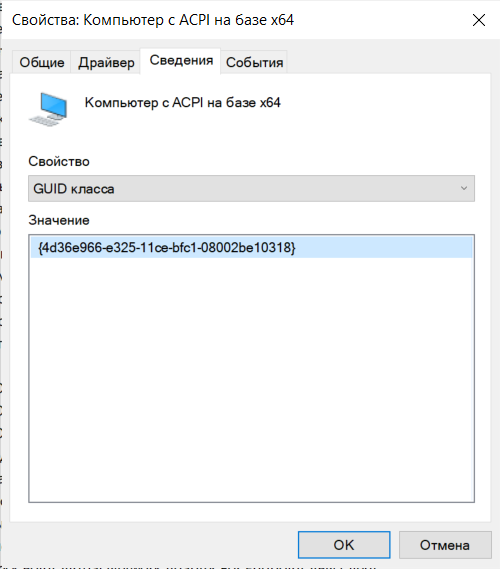 Свойства: Компьютер с ACPI на базе x64
Общие Драйвер Сведения События
Компьютер с ACPI на базе x64
Свойство
GUID класса
Значение
{4d36e966-e325-11ce-bfc1-08002be10318}
OK Отмена